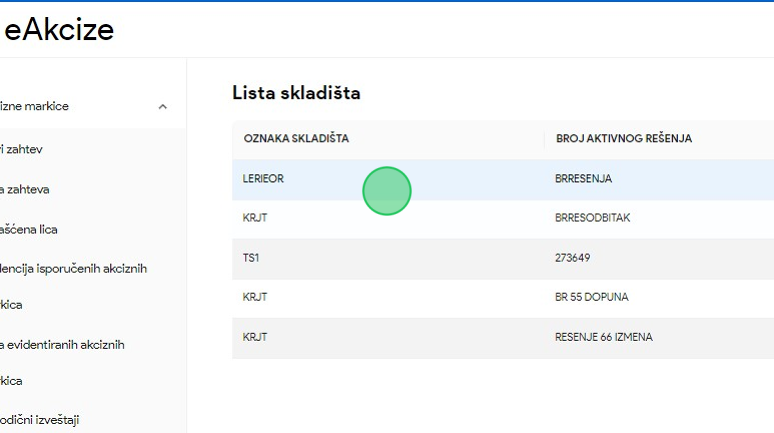 eAkcize
izne markice
i zahtev
a zahteva
ašćena lica
lencija isporučenih akciznih
kica
a evidentiranih akciznih
kica
odični izveštaji
Lista skladišta
OZNAKA SKLADIŠTA BROJ AKTIVNOG REŠENJA
LERIEOR BRRESENJA
KRJT BRRESODBITAK
TS1 273649
KRJT BR 55 DOPUNA
KRJT RESENJE 66 IZMENA